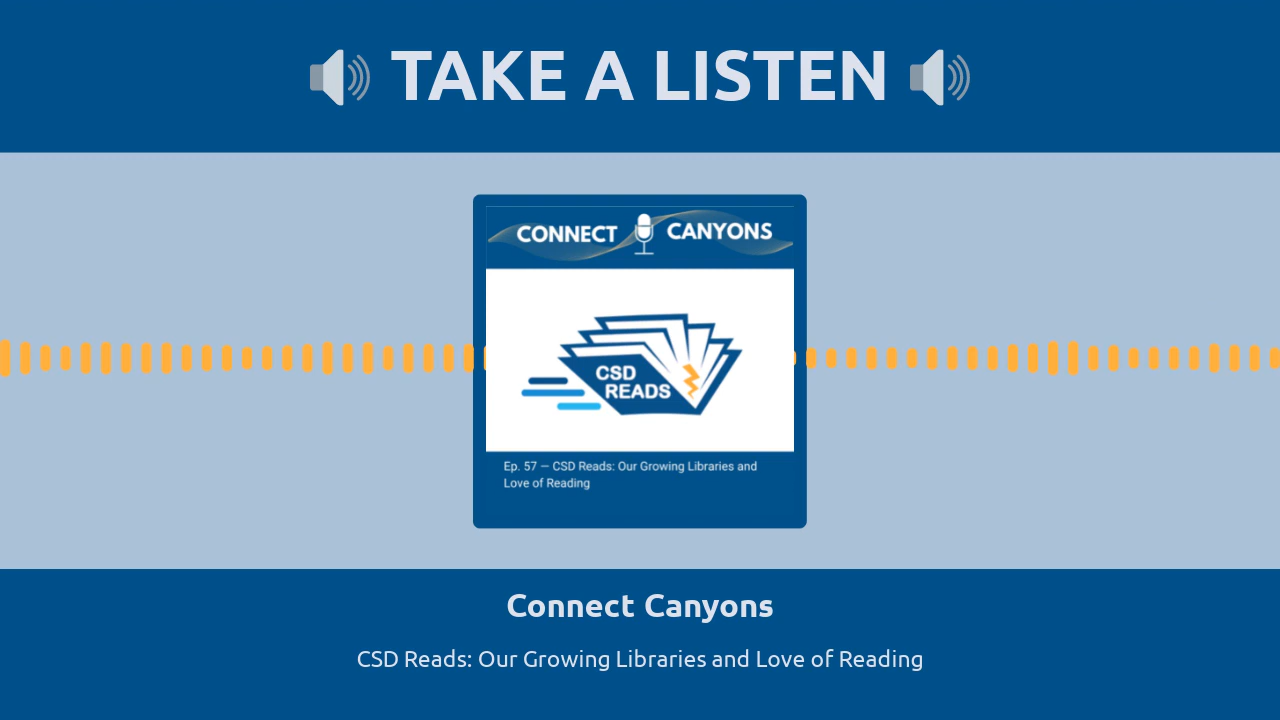 TAKE A LISTEN
CONNECT CANYONS
CSD
READS
Ep. 57 — CSD Reads: Our Growing Libraries and
Love of Reading
Connect Canyons
CSD Reads: Our Growing Libraries and Love of Reading